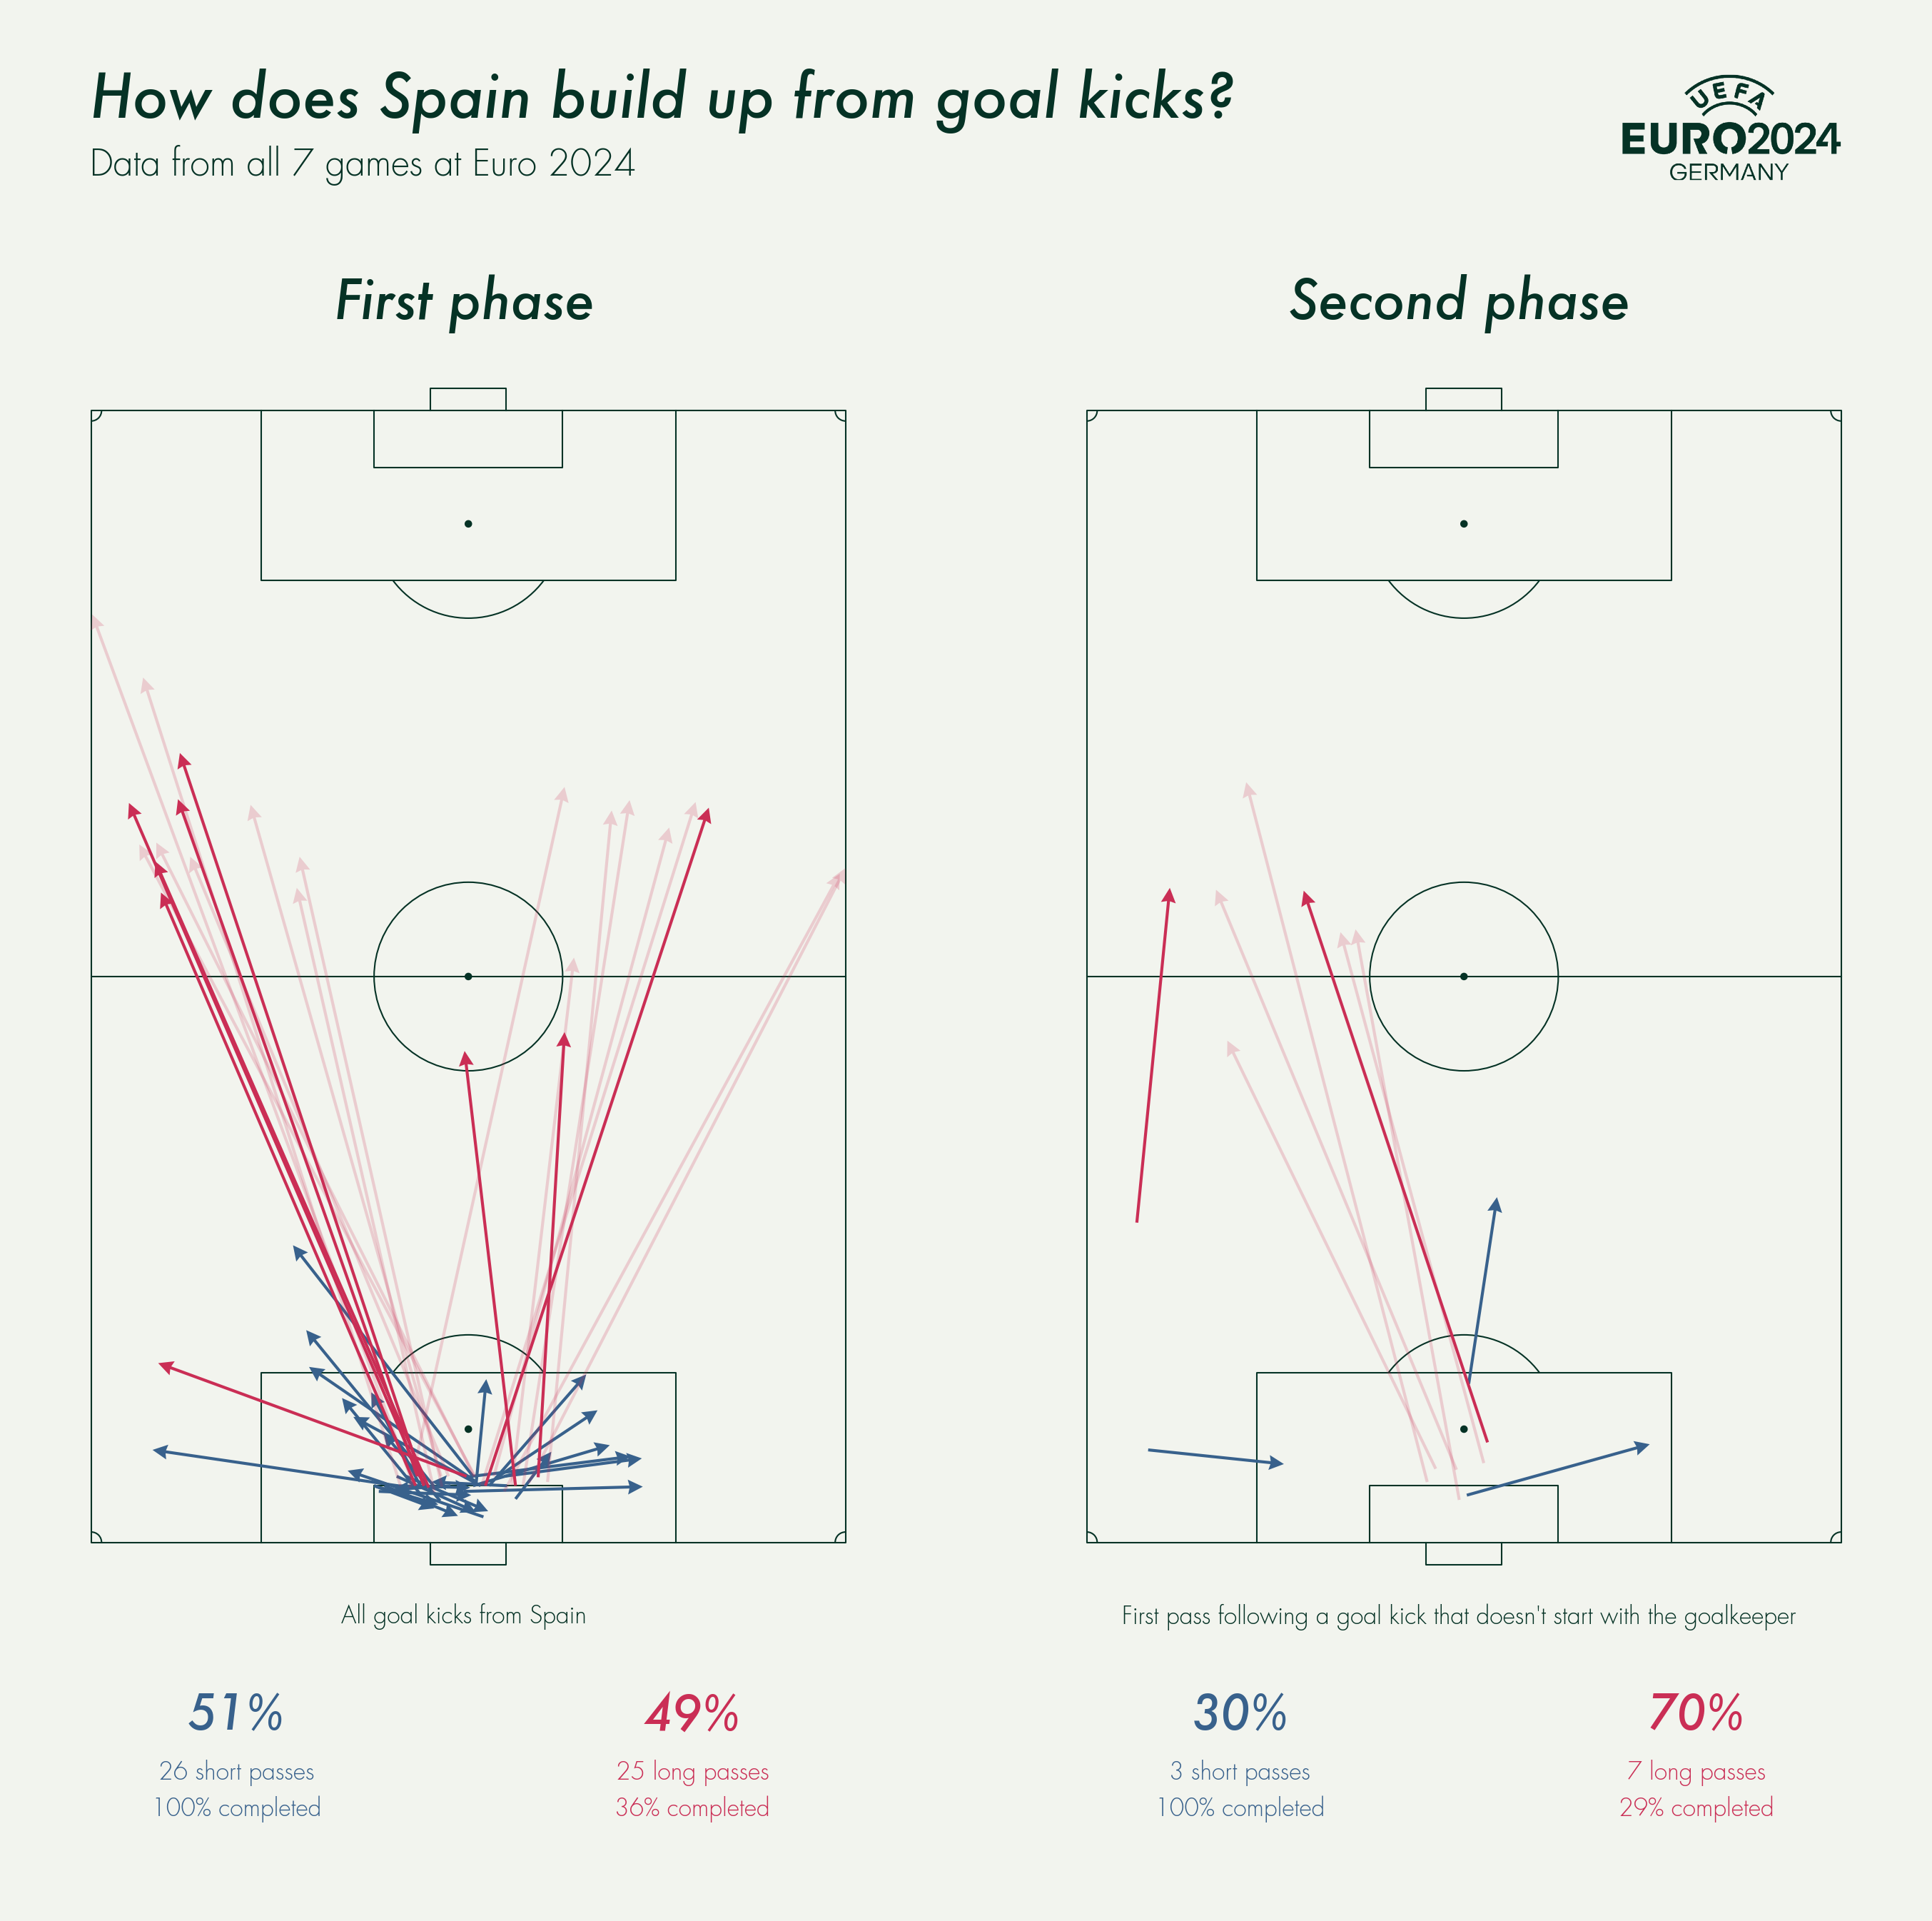 How does Spain build up from goal kicks?
Data from all 7 games at Euro 2024
UEFA
EURO2024
GERMANY
First phase
Second phase
All goal kicks from Spain
First pass following a goal kick that doesn't start with the goalkeeper
51%
49%
30%
70%
26 short passes
25 long passes
3 short passes
7 long passes
100% completed
36% completed
100% completed
29% completed